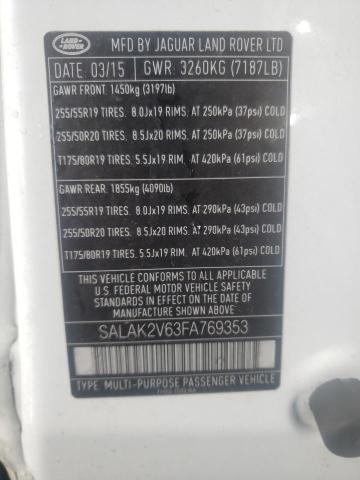 LAND ROVER
MFD BY JAGUAR LAND ROVER LTD
DATE: 03/15 GWR: 3260KG (7187LB)
GAWR FRONT: 1450kg (3197lb)
255/55R19 TIRES. 8.0Jx19 RIMS, AT 250kPa (37psi) COLD
255/50R20 TIRES. 8.5Jx20 RIMS, AT 250kPa (37psi) COLD
T175/80R19 TIRES. 5.5Jx19 RIM, AT 420kPa (61psi) COLD
GAWR REAR: 1855kg (4090lb)
255/55R19 TIRES. 8.0Jx19 RIMS, AT 290kPa (43psi) COLD
255/50R20 TIRES. 8.5Jx20 RIMS, AT 290kPa (43psi) COLD
T175/80R19 TIRES. 5.5Jx19 RIM, AT 420kPa (61psi) COLD
THIS VEHICLE CONFORMS TO ALL APPLICABLE
U.S. FEDERAL MOTOR VEHICLE SAFETY
STANDARDS IN EFFECT ON THE DATE OF
MANUFACTURE SHOWN ABOVE.
SALAK2V63FA769353
TYPE: MULTI-PURPOSE PASSENGER VEHICLE